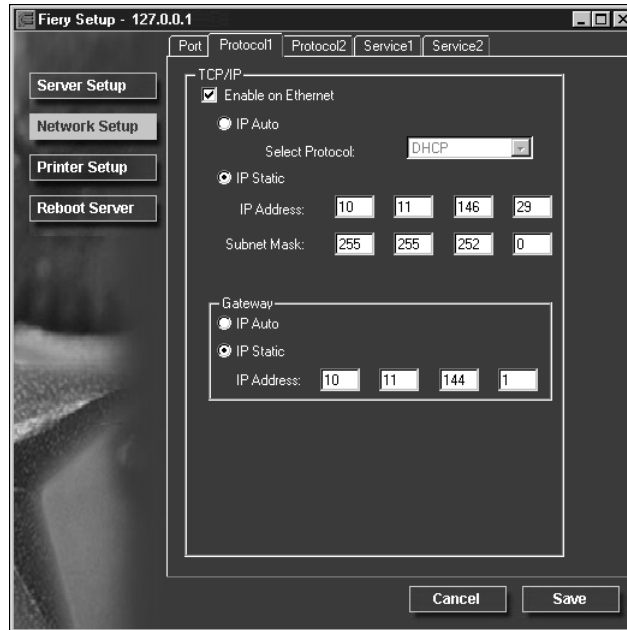 Fiery Setup - 127.0.0.1
Port Protocol1 Protocol2 Service1 Service2
Server Setup
Network Setup
Printer Setup
Reboot Server
TCP/IP
Enable on Ethernet
IP Auto
Select Protocol: DHCP
IP Static
IP Address: 10 11 146 29
Subnet Mask: 255 255 252 0
Gateway
IP Auto
IP Static
IP Address: 10 11 144 1
Cancel Save